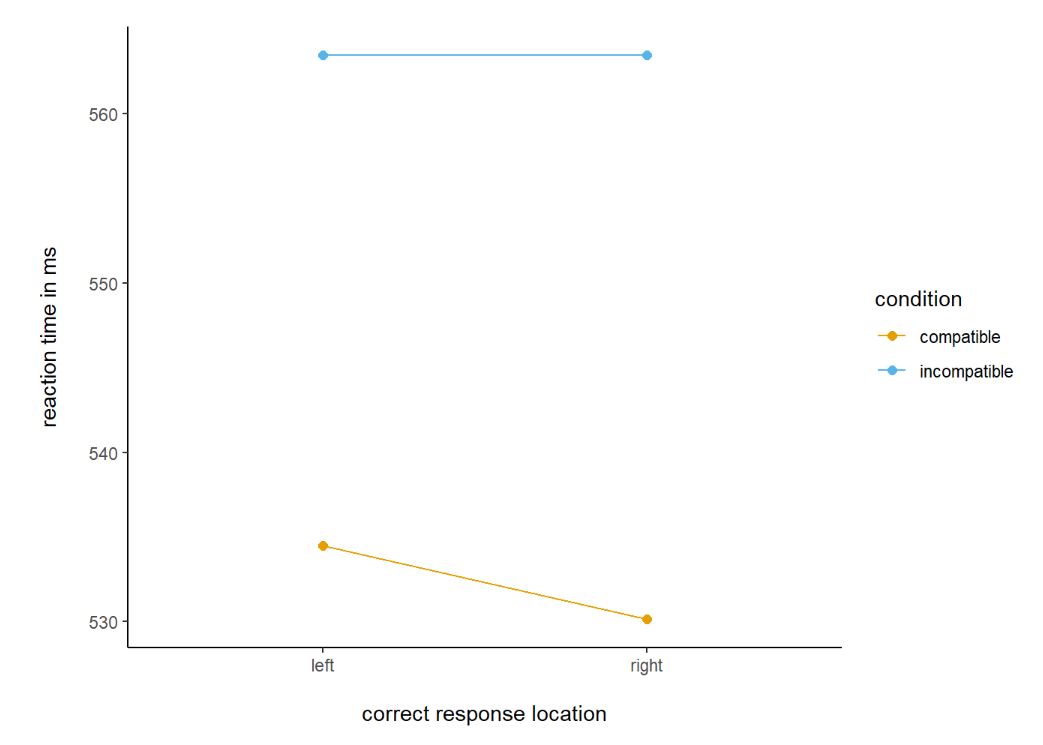 reaction time in ms
560
550
540
530
left
right
correct response location
condition
compatible
incompatible